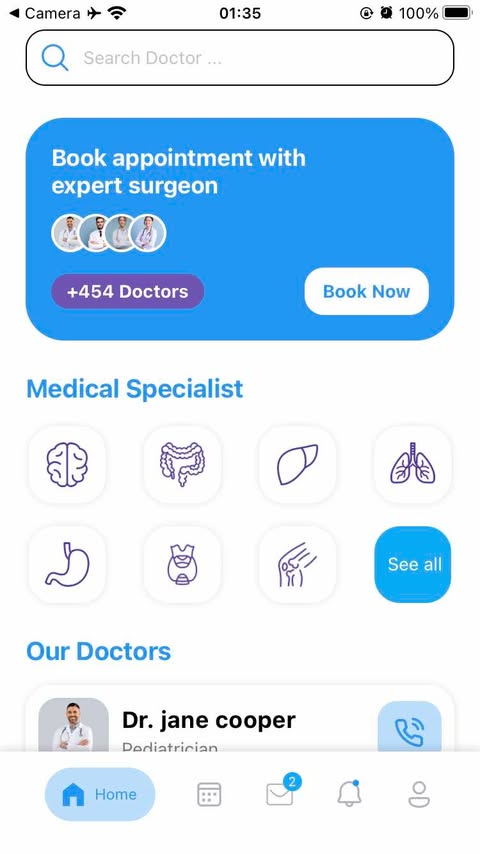 Camera
01:35
100%
Search Doctor ...
Book appointment with
expert surgeon
+454 Doctors
Book Now
Medical Specialist
See all
Our Doctors
Dr. jane cooper
Pediatrician
Home
2